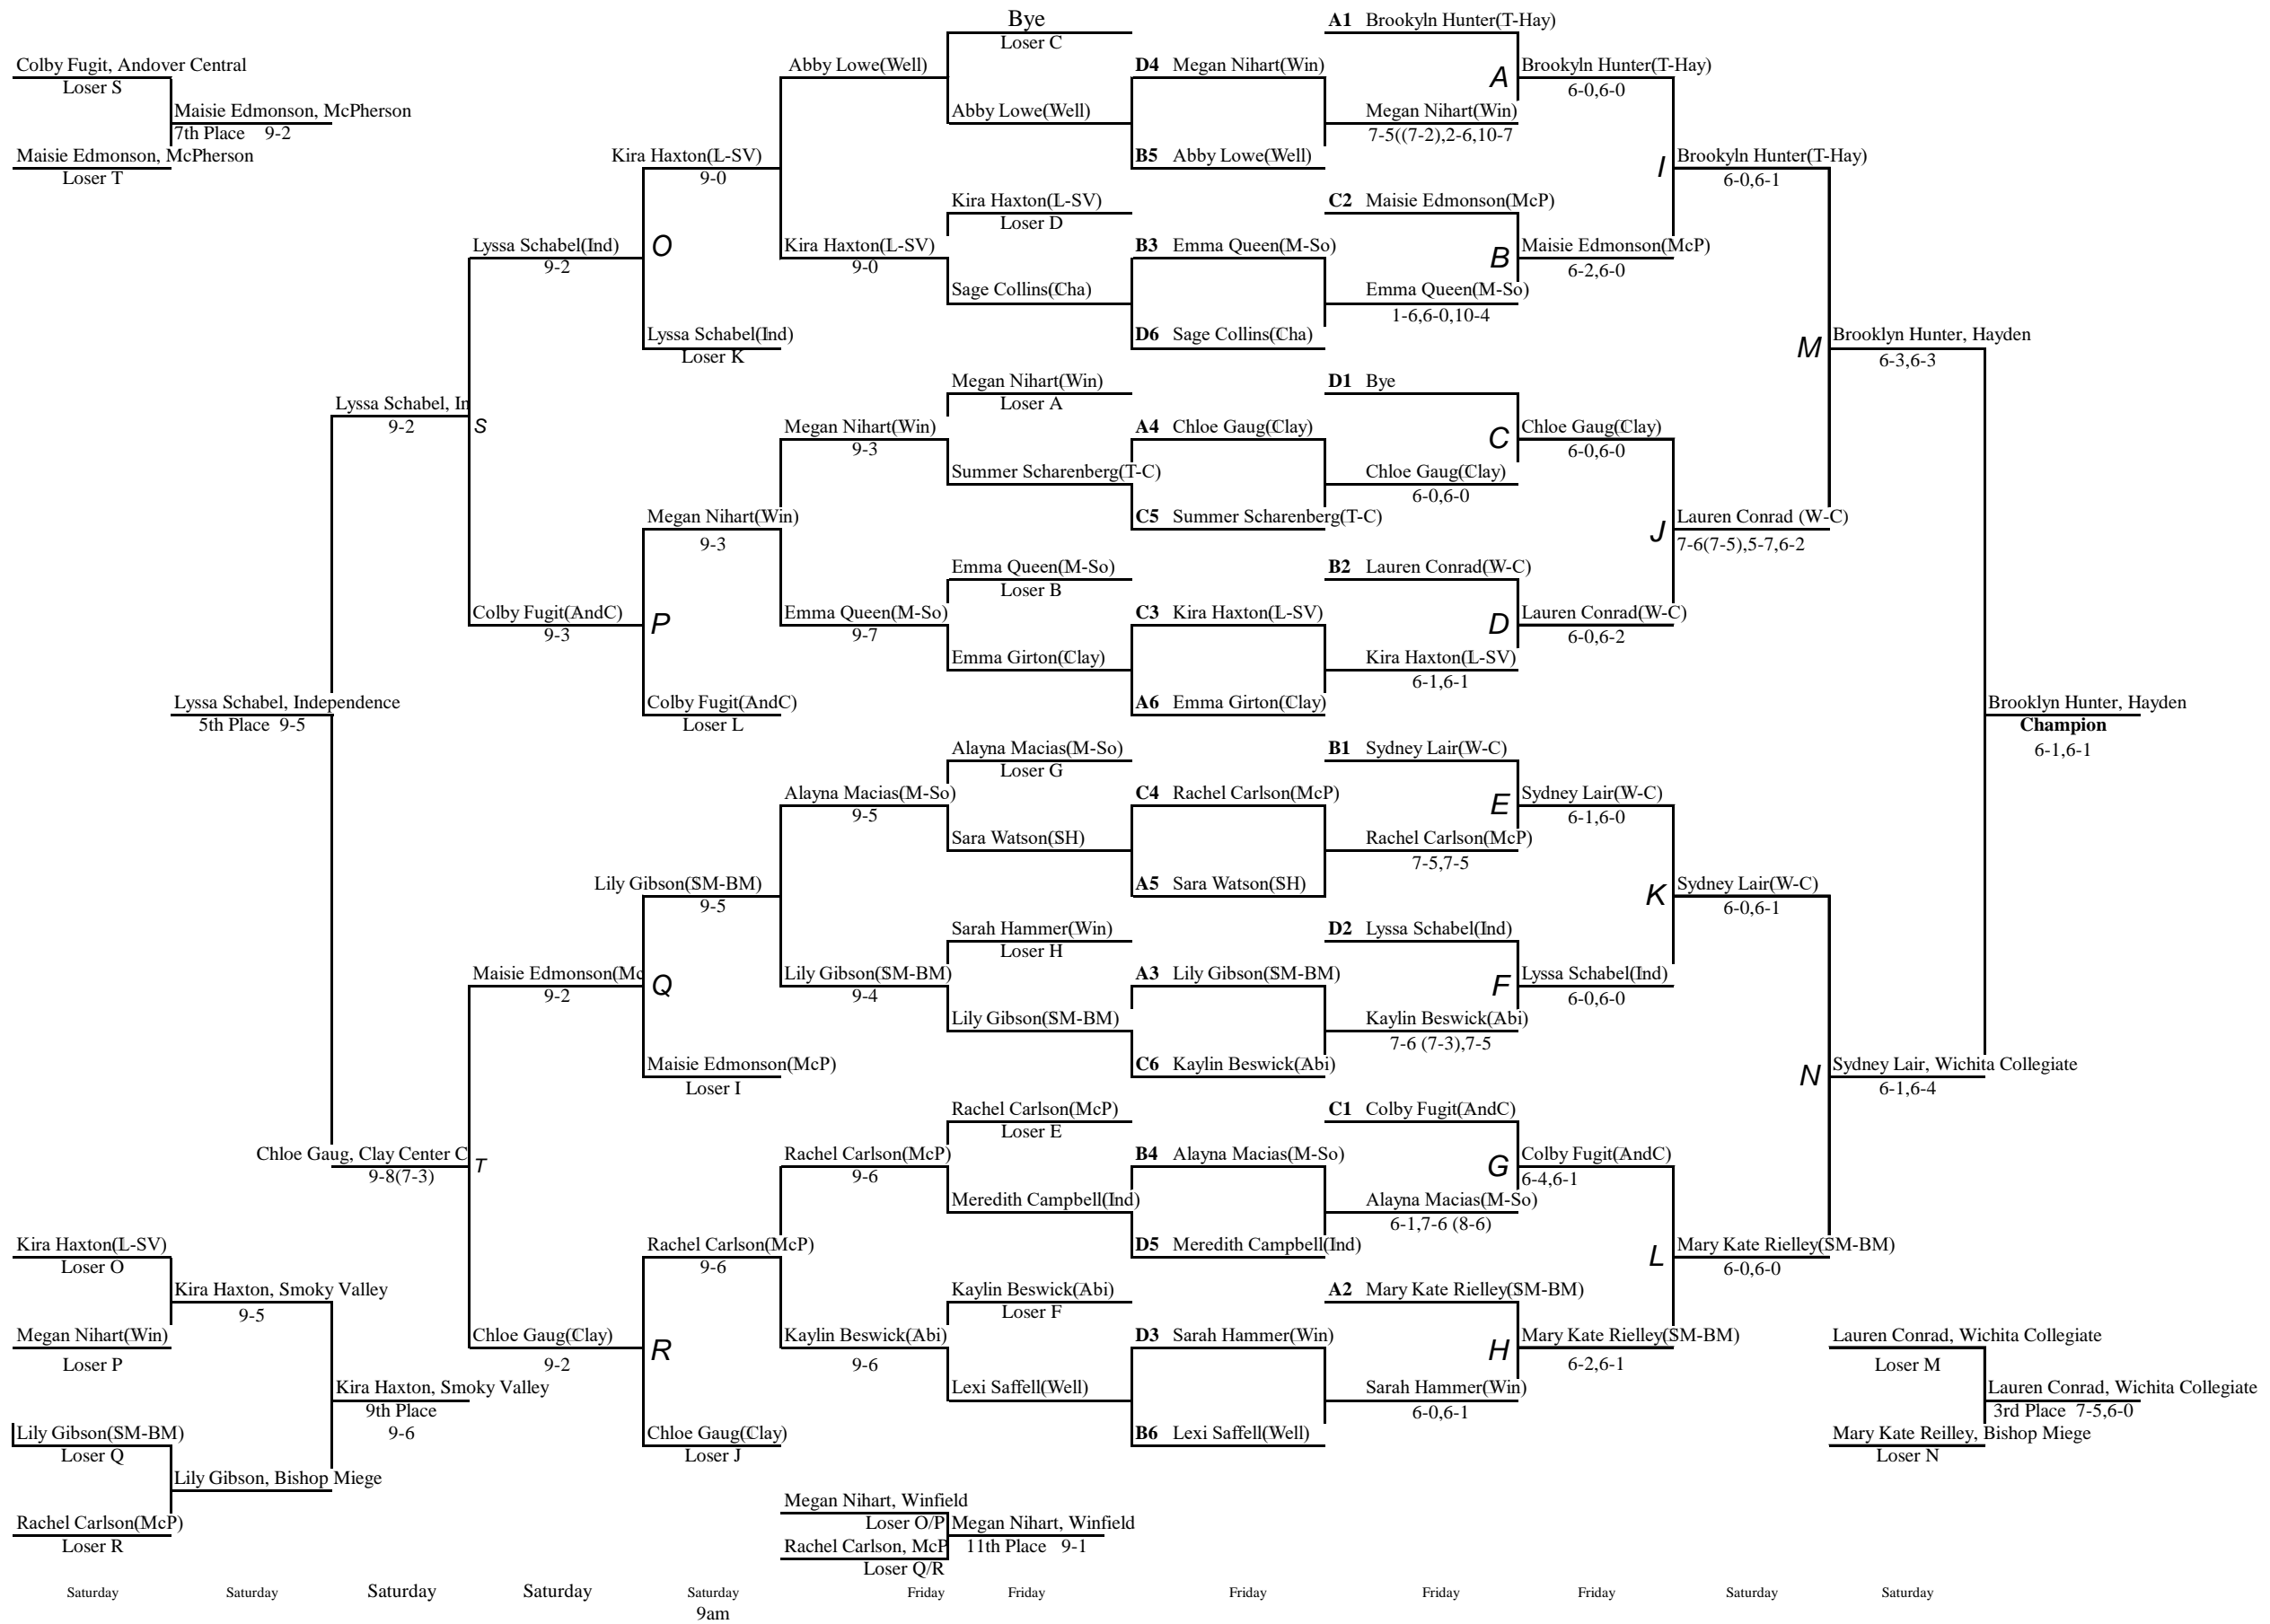 Bye
A1 Brookyln Hunter(T-Hay)
Loser C
Colby Fugit, Andover Central
Abby Lowe(Well)
D4 Megan Nihart(Win)
A
Brookyln Hunter(T-Hay)
Loser S
6-0,6-0
Maisie Edmonson, McPherson
Abby Lowe(Well)
Megan Nihart(Win)
7th Place 9-2
7-5((7-2),2-6,10-7
Maisie Edmonson, McPherson
Kira Haxton(L-SV)
B5 Abby Lowe(Well)
I
Brookyln Hunter(T-Hay)
Loser T
9-0
6-0,6-1
Kira Haxton(L-SV)
C2 Maisie Edmonson(McP)
Loser D
Lyssa Schabel(Ind)
O
Kira Haxton(L-SV)
B3 Emma Queen(M-So)
B
Maisie Edmonson(McP)
9-2
9-0
6-2,6-0
Sage Collins(Cha)
Emma Queen(M-So)
1-6,6-0,10-4
Lyssa Schabel(Ind)
D6 Sage Collins(Cha)
M
Brooklyn Hunter, Hayden
Loser K
6-3,6-3
Megan Nihart(Win)
D1 Bye
Lyssa Schabel, In
Loser A
9-2
S
Megan Nihart(Win)
A4 Chloe Gaug(Clay)
C
Chloe Gaug(Clay)
9-3
6-0,6-0
Summer Scharenberg(T-C)
Chloe Gaug(Clay)
6-0,6-0
Megan Nihart(Win)
C5 Summer Scharenberg(T-C)
J
Lauren Conrad (W-C)
9-3
7-6(7-5),5-7,6-2
Emma Queen(M-So)
B2 Lauren Conrad(W-C)
Loser B
Colby Fugit(AndC)
P
Emma Queen(M-So)
C3 Kira Haxton(L-SV)
D
Lauren Conrad(W-C)
9-3
9-7
6-0,6-2
Emma Girton(Clay)
Kira Haxton(L-SV)
6-1,6-1
Lyssa Schabel, Independence
Colby Fugit(AndC)
A6 Emma Girton(Clay)
Brooklyn Hunter, Hayden
5th Place 9-5
Loser L
Champion
Alayna Macias(M-So)
B1 Sydney Lair(W-C)
6-1,6-1
Loser G
Alayna Macias(M-So)
C4 Rachel Carlson(McP)
E
Sydney Lair(W-C)
9-5
6-1,6-0
Sara Watson(SH)
Rachel Carlson(McP)
7-5,7-5
Lily Gibson(SM-BM)
A5 Sara Watson(SH)
K
Sydney Lair(W-C)
9-5
6-0,6-1
Sarah Hammer(Win)
D2 Lyssa Schabel(Ind)
Loser H
Maisie Edmonson(Mc
Q
Lily Gibson(SM-BM)
A3 Lily Gibson(SM-BM)
F
Lyssa Schabel(Ind)
9-2
9-4
6-0,6-0
Lily Gibson(SM-BM)
Kaylin Beswick(Abi)
7-6 (7-3),7-5
Maisie Edmonson(McP)
C6 Kaylin Beswick(Abi)
N
Sydney Lair, Wichita Collegiate
Loser I
6-1,6-4
Rachel Carlson(McP)
C1 Colby Fugit(AndC)
Loser E
Chloe Gaug, Clay Center C
T
Rachel Carlson(McP)
B4 Alayna Macias(M-So)
G
Colby Fugit(AndC)
9-8(7-3)
9-6
6-4,6-1
Meredith Campbell(Ind)
Alayna Macias(M-So)
6-1,7-6 (8-6)
Kira Haxton(L-SV)
Rachel Carlson(McP)
D5 Meredith Campbell(Ind)
L
Mary Kate Rielley(SM-BM)
Loser O
9-6
6-0,6-0
Kira Haxton, Smoky Valley
Kaylin Beswick(Abi)
A2 Mary Kate Rielley(SM-BM)
9-5
Loser F
Megan Nihart(Win)
Chloe Gaug(Clay)
R
Kaylin Beswick(Abi)
D3 Sarah Hammer(Win)
H
Mary Kate Rielley(SM-BM)
Lauren Conrad, Wichita Collegiate
Loser P
9-2
9-6
6-2,6-1
Loser M
Kira Haxton, Smoky Valley
Lexi Saffell(Well)
Sarah Hammer(Win)
Lauren Conrad, Wichita Collegiate
9th Place
6-0,6-1
3rd Place 7-5,6-0
Lily Gibson(SM-BM)
9-6
Chloe Gaug(Clay)
B6 Lexi Saffell(Well)
Mary Kate Reilley, Bishop Miege
Loser Q
Loser J
Loser N
Lily Gibson, Bishop Miege
Megan Nihart, Winfield
Rachel Carlson(McP)
Loser O/P
Megan Nihart, Winfield
Loser R
Rachel Carlson, McP
11th Place 9-1
Loser Q/R
Saturday Saturday Saturday Saturday Saturday Friday Friday Friday Friday Friday Saturday Saturday
9am